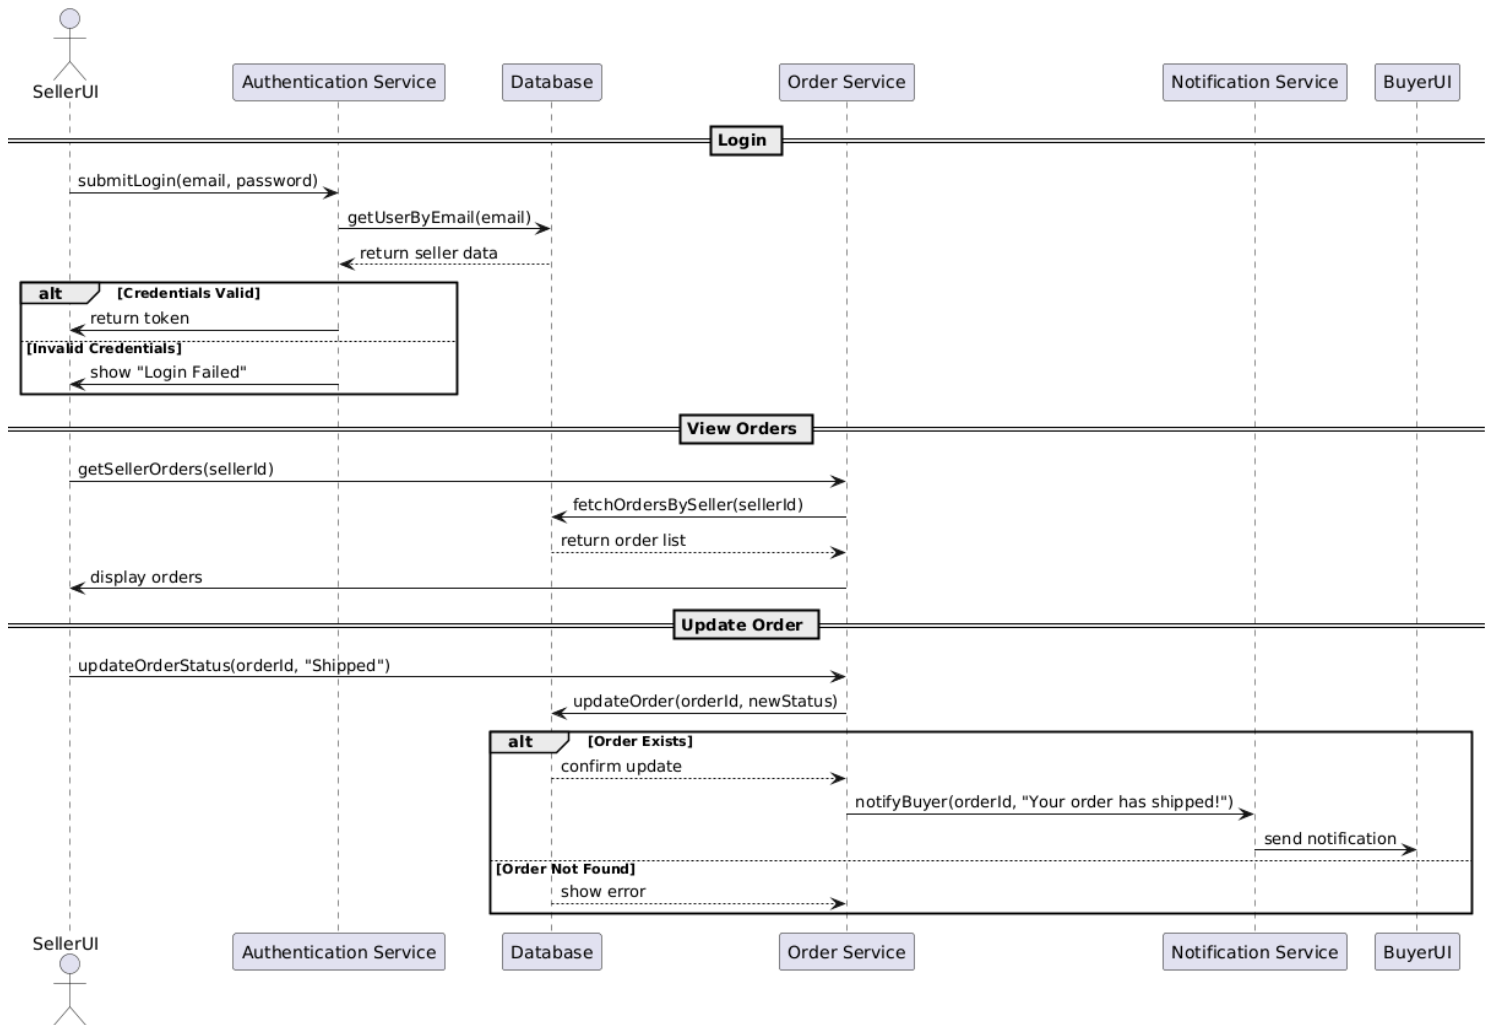 SellerUI
Authentication Service
Database
Order Service
Notification Service
BuyerUI
Login
submitLogin(email, password)
getUserByEmail(email)
return seller data
alt
[Credentials Valid]
return token
[Invalid Credentials]
show "Login Failed"
View Orders
getSellerOrders(sellerId)
fetchOrdersBySeller(sellerId)
return order list
display orders
Update Order
updateOrderStatus(orderId, "Shipped")
updateOrder(orderId, newStatus)
alt
[Order Exists]
confirm update
notifyBuyer(orderId, "Your order has shipped!")
send notification
[Order Not Found]
show error
SellerUI
Authentication Service
Database
Order Service
Notification Service
BuyerUI